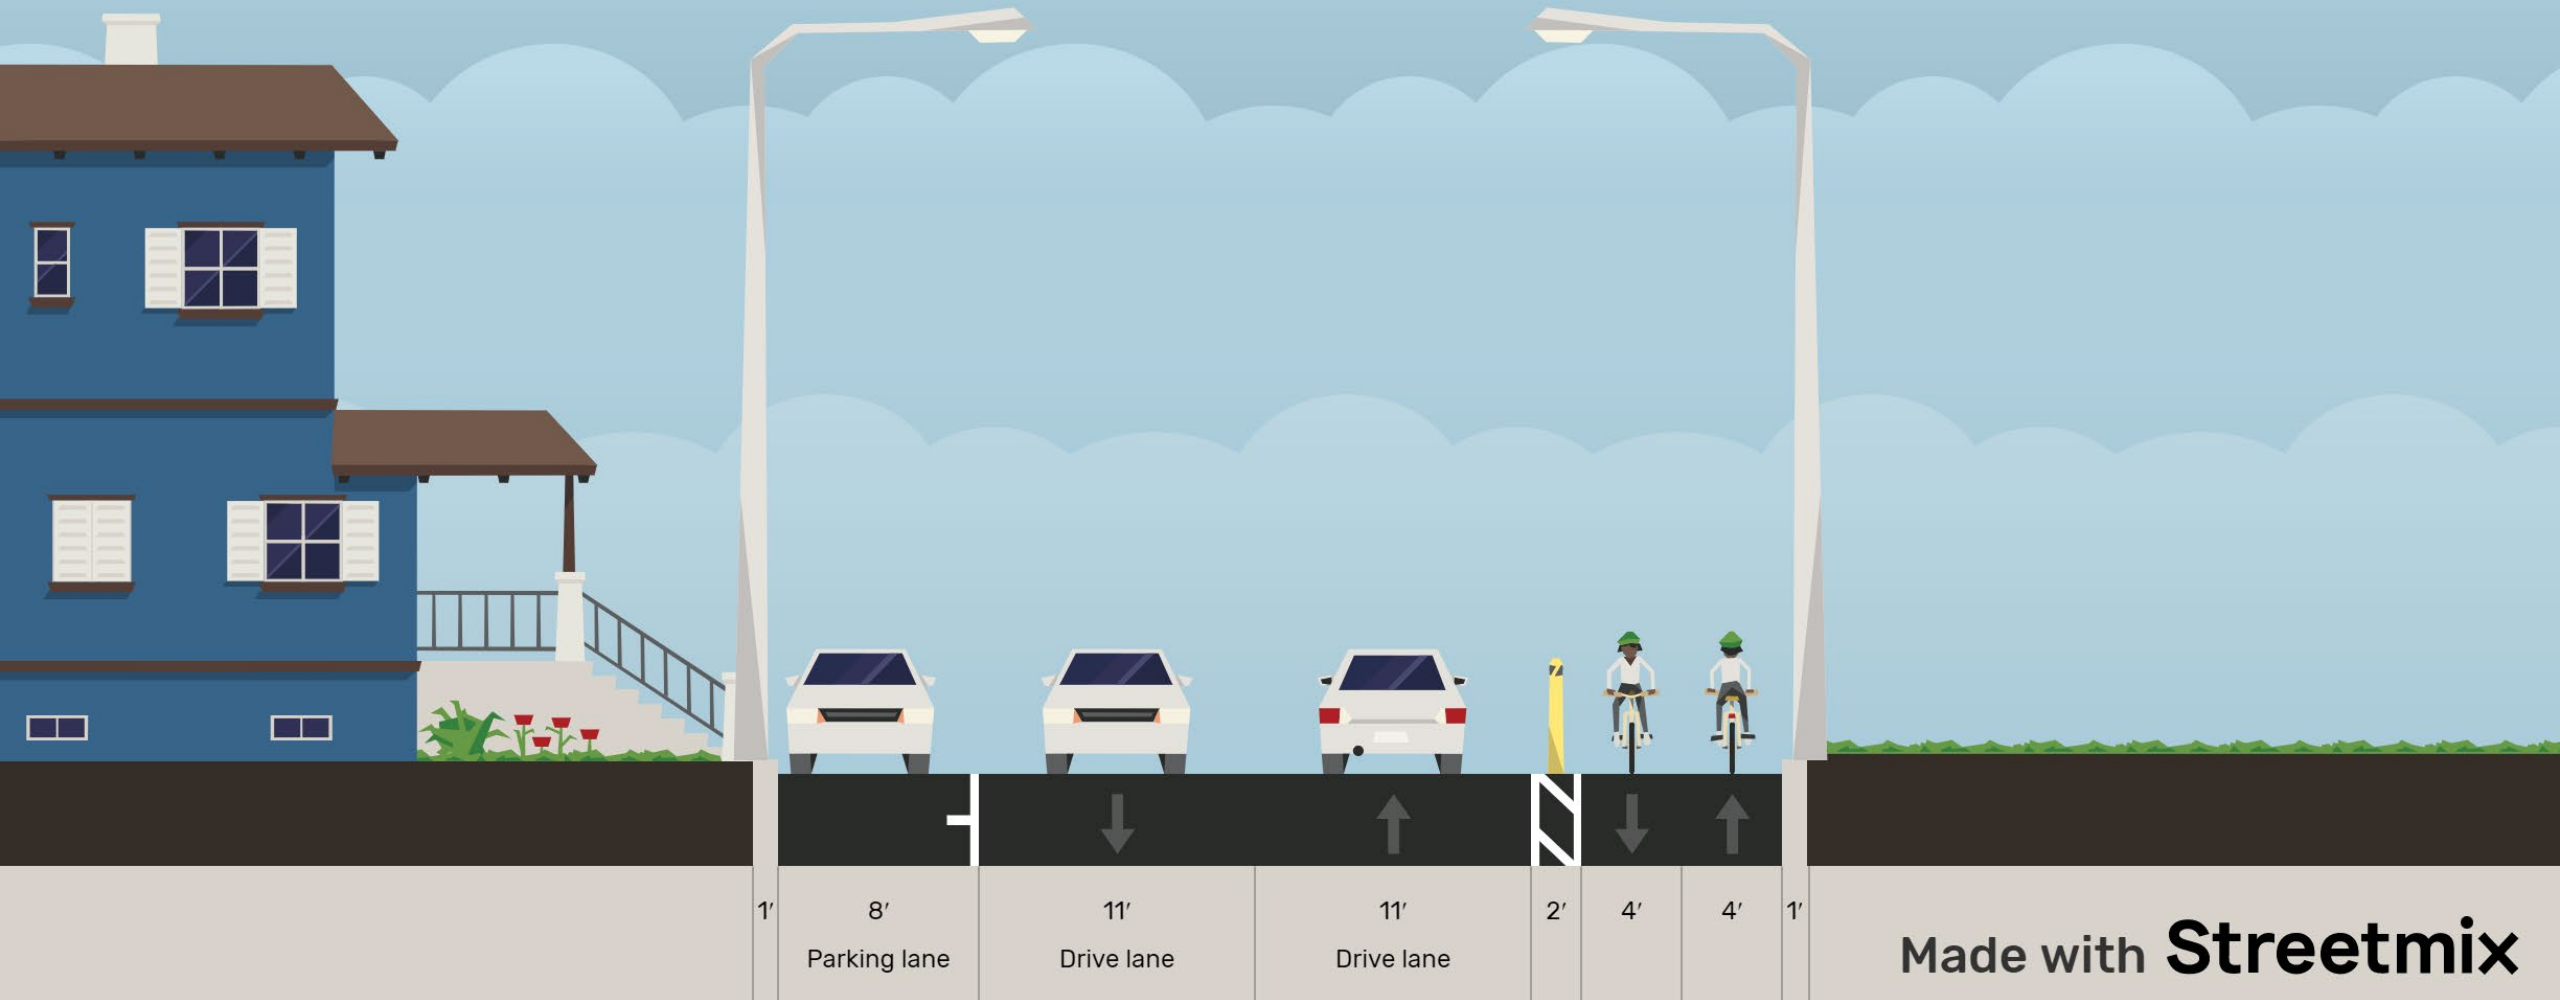 1′ 8′ 11′ 11′ 2′ 4′ 4′ 1′
Parking lane Drive lane Drive lane
Made with Streetmix